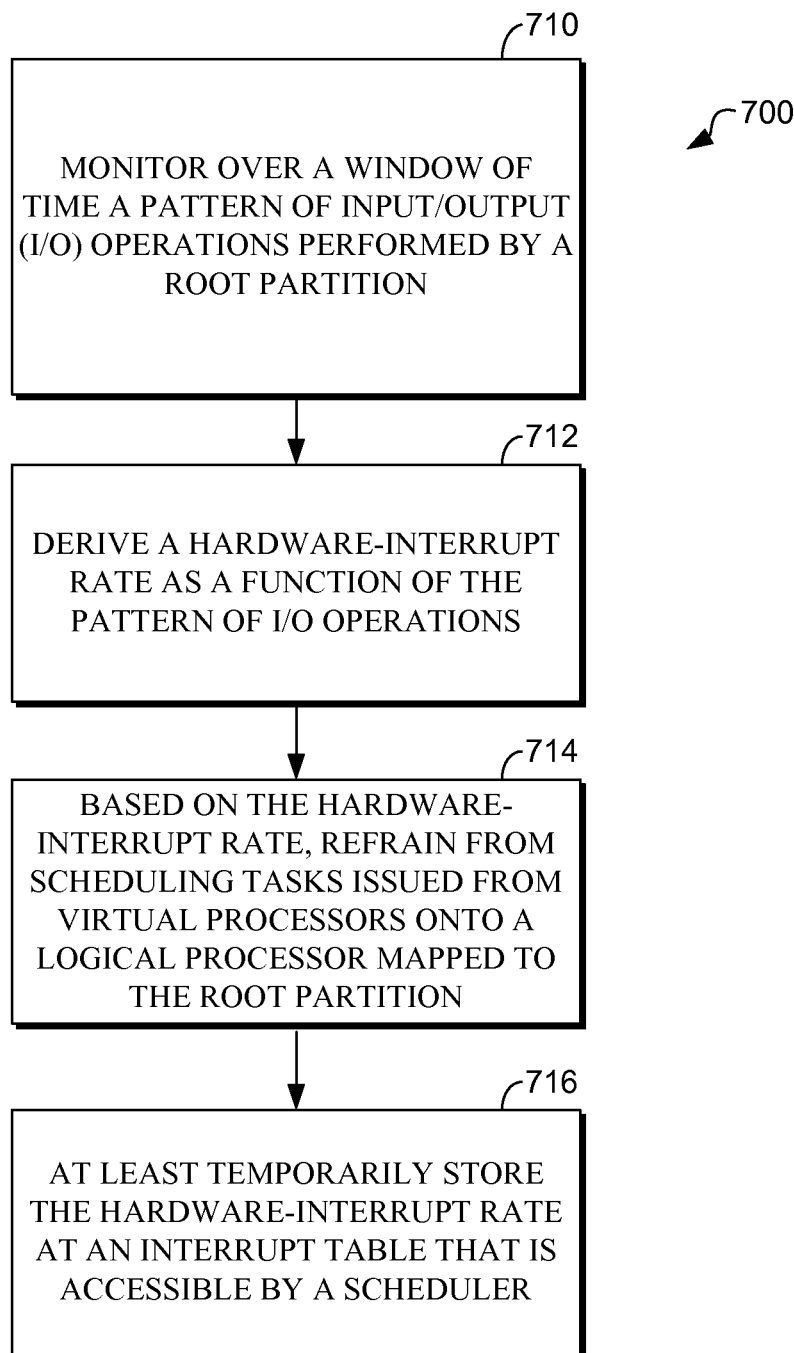 710
700
MONITOR OVER A WINDOW OF
TIME A PATTERN OF INPUT/OUTPUT
(I/O) OPERATIONS PERFORMED BY A
ROOT PARTITION
712
DERIVE A HARDWARE-INTERRUPT
RATE AS A FUNCTION OF THE
PATTERN OF I/O OPERATIONS
714
BASED ON THE HARDWARE-
INTERRUPT RATE, REFRAIN FROM
SCHEDULING TASKS ISSUED FROM
VIRTUAL PROCESSORS ONTO A
LOGICAL PROCESSOR MAPPED TO
THE ROOT PARTITION
716
AT LEAST TEMPORARILY STORE
THE HARDWARE-INTERRUPT RATE
AT AN INTERRUPT TABLE THAT IS
ACCESSIBLE BY A SCHEDULER